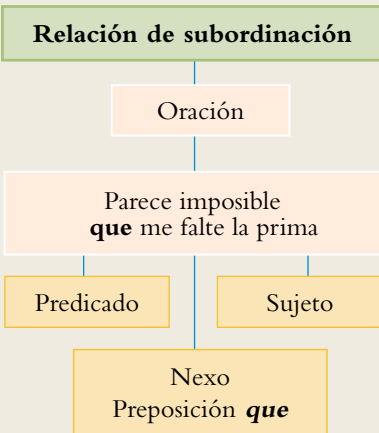 Relación de subordinación
Oración
Parece imposible
que me falte la prima
Predicado
Sujeto
Nexo
Preposición que